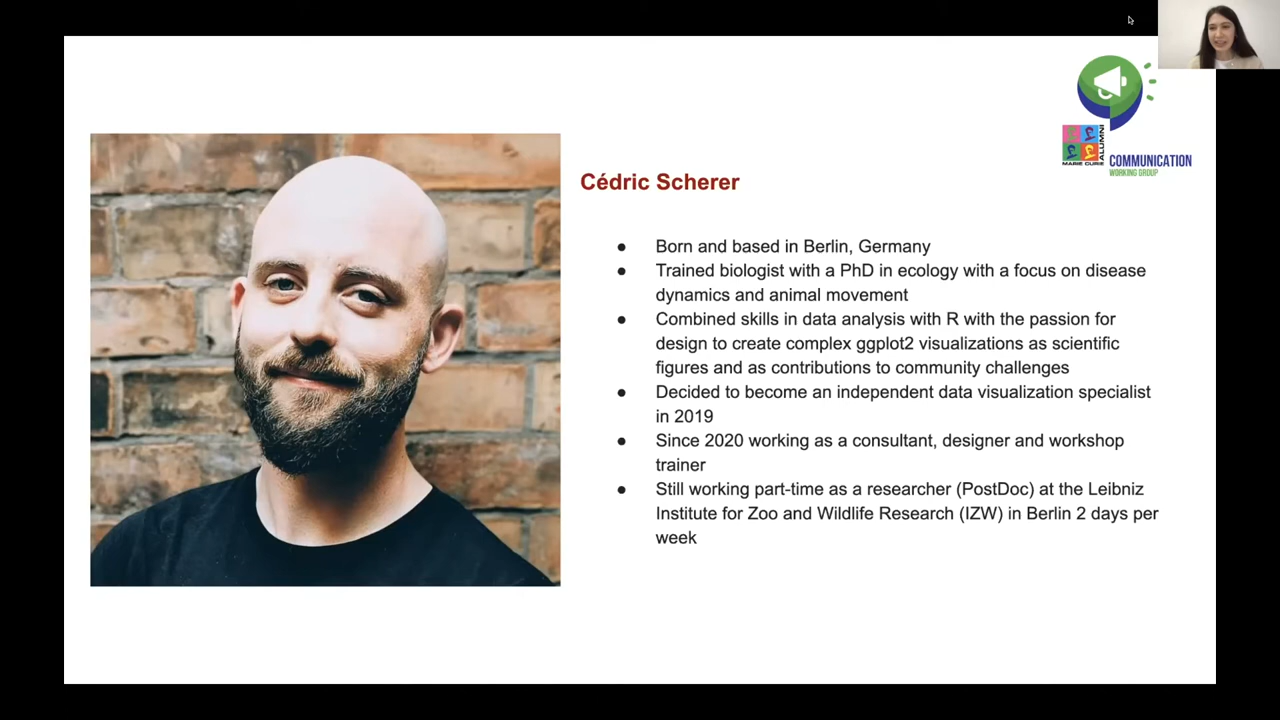 MARIE CURIE
ALUMNI
COMMUNICATION
WORKING GROUP
Cédric Scherer
● Born and based in Berlin, Germany
● Trained biologist with a PhD in ecology with a focus on disease
dynamics and animal movement
● Combined skills in data analysis with R with the passion for
design to create complex ggplot2 visualizations as scientific
figures and as contributions to community challenges
● Decided to become an independent data visualization specialist
in 2019
● Since 2020 working as a consultant, designer and workshop
trainer
● Still working part-time as a researcher (PostDoc) at the Leibniz
Institute for Zoo and Wildlife Research (IZW) in Berlin 2 days per
week